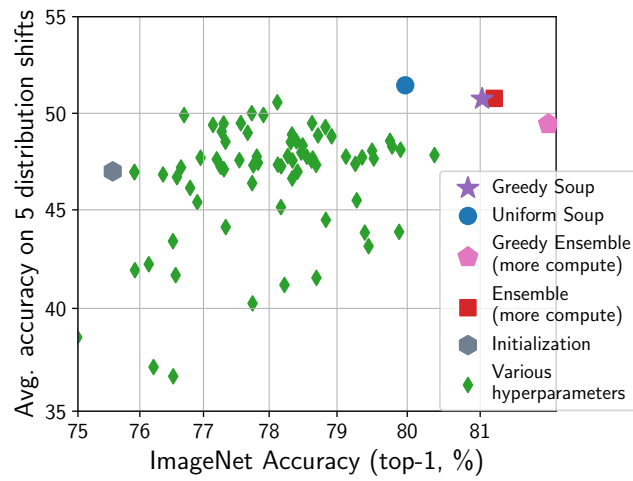 55
50
45
40
35
Avg. accuracy on 5 distribution shifts
75
76
77
78
79
80
81
ImageNet Accuracy (top-1, %)
Greedy Soup
Uniform Soup
Greedy Ensemble
(more compute)
Ensemble
(more compute)
Initialization
Various
hyperparameters